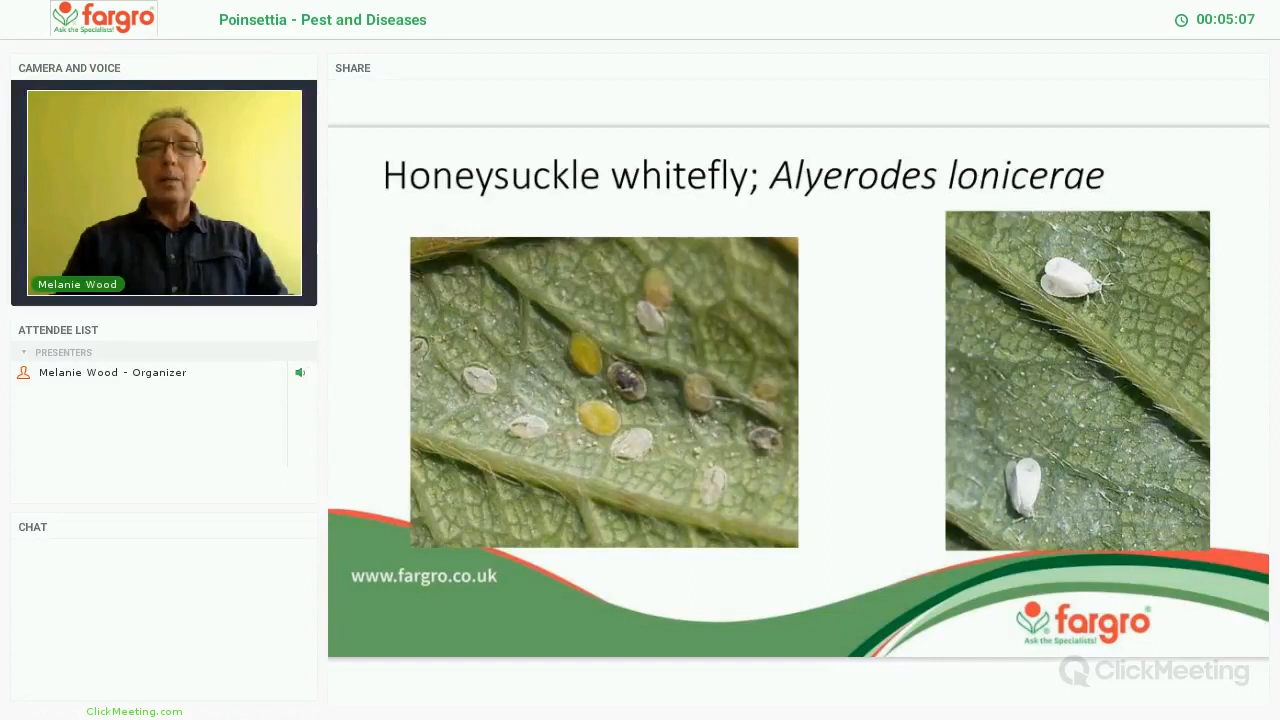 fargro
Ask the Specialists!
Poinsettia - Pest and Diseases
00:05:07
CAMERA AND VOICE
Melanie Wood
ATTENDEE LIST
PRESENTERS
Melanie Wood - Organizer
CHAT
ClickMeeting.com
SHARE
Honeysuckle whitefly; Alyerodes lonicerae
www.fargro.co.uk
fargro®
Ask the Specialists!
ClickMeeting